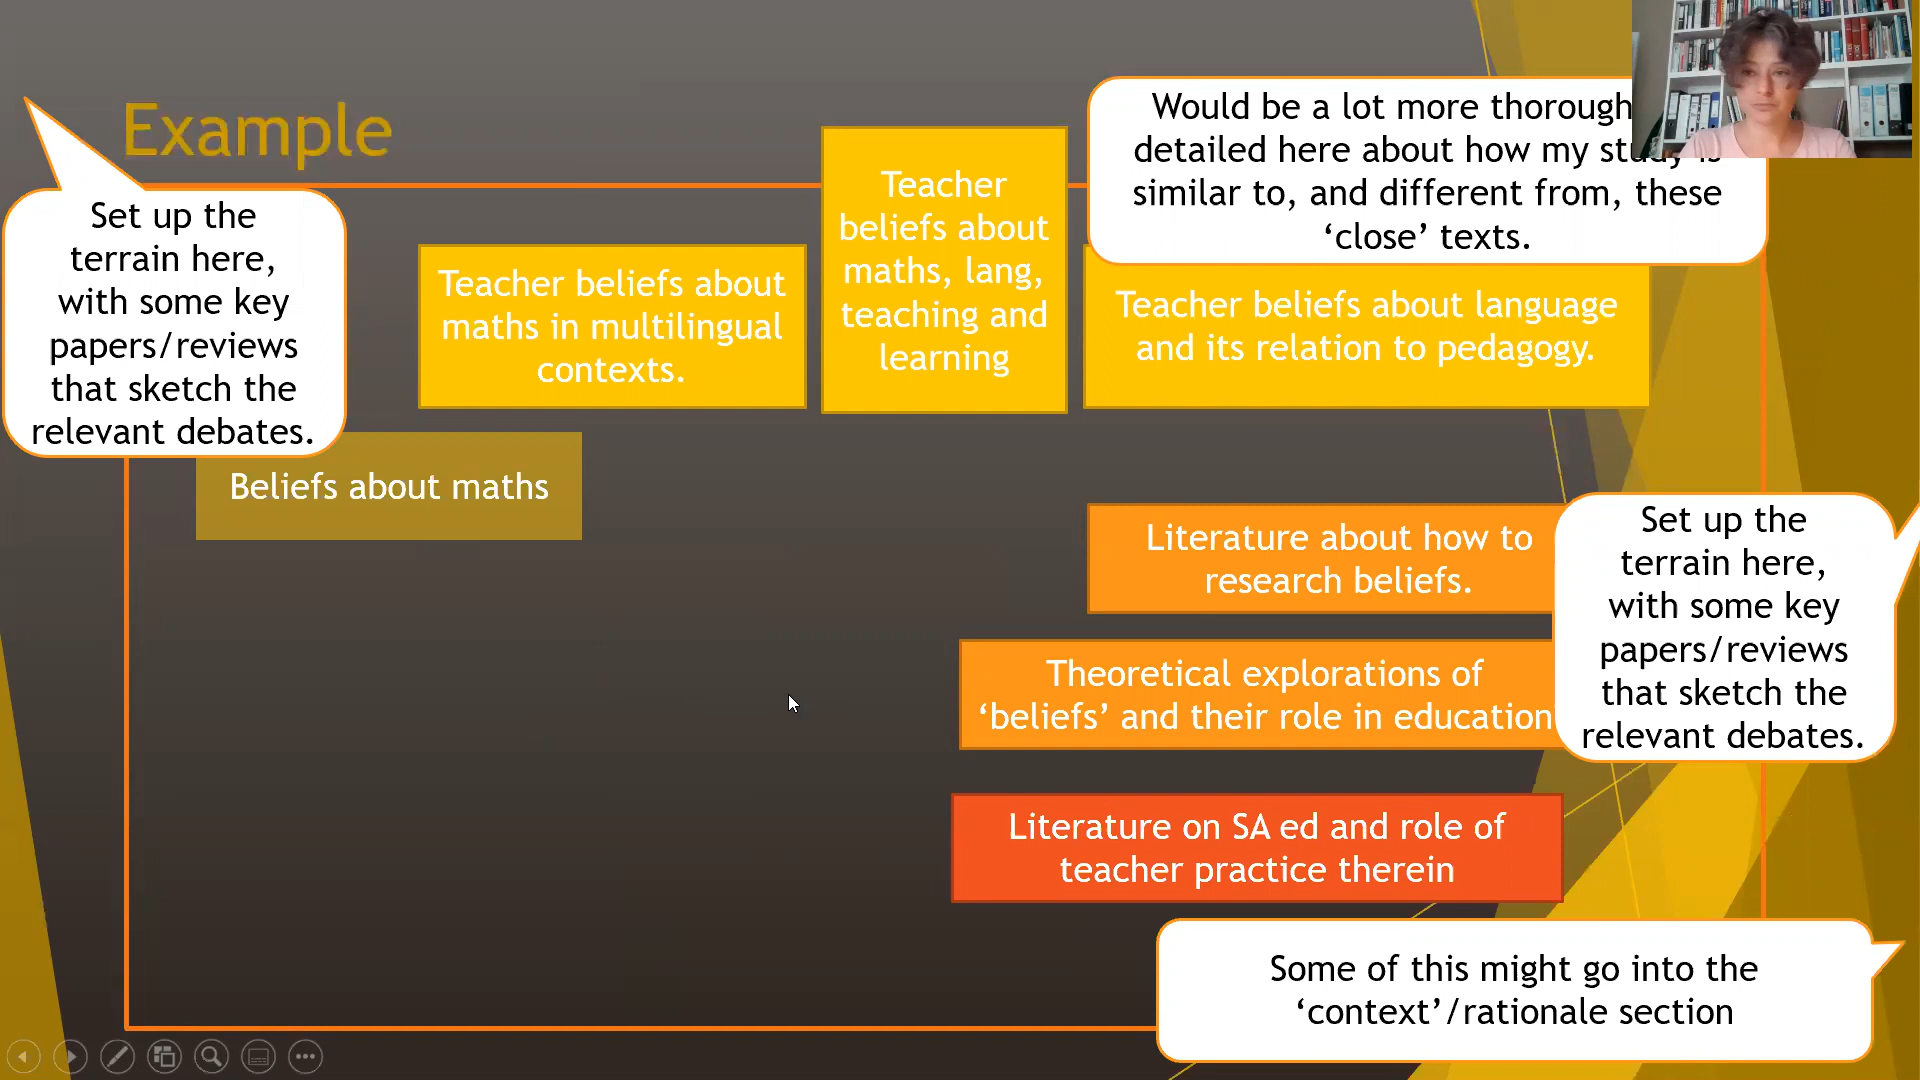 Example
Set up the
terrain here,
with some key
papers/reviews
that sketch the
relevant debates.
Teacher beliefs about
maths in multilingual
contexts.
Teacher
beliefs about
maths, lang,
teaching and
learning
Would be a lot more thorough
detailed here about how my study is
similar to, and different from, these
‘close’ texts.
Teacher beliefs about language
and its relation to pedagogy.
Beliefs about maths
Literature about how to
research beliefs.
Theoretical explorations of
‘beliefs’ and their role in education
Set up the
terrain here,
with some key
papers/reviews
that sketch the
relevant debates.
Literature on SA ed and role of
teacher practice therein
Some of this might go into the
‘context’/rationale section